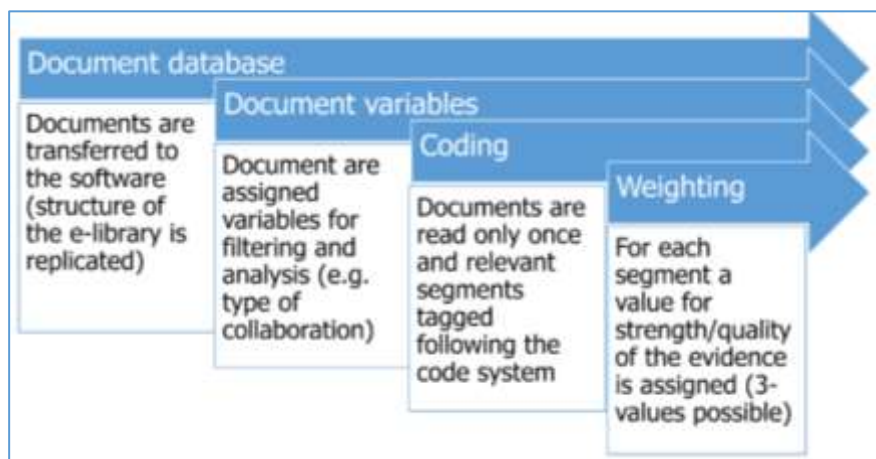 Document database
Documents are
transferred to
the software
(structure of
the e-library is
replicated)
Document variables
Document are
assigned
variables for
filtering and
analysis (e.g.
type of
collaboration)
Coding
Documents are
read only once
and relevant
segments
tagged
following the
code system
Weighting
For each
segment a
value for
strength/quality
of the evidence
is assigned (3-
values possible)